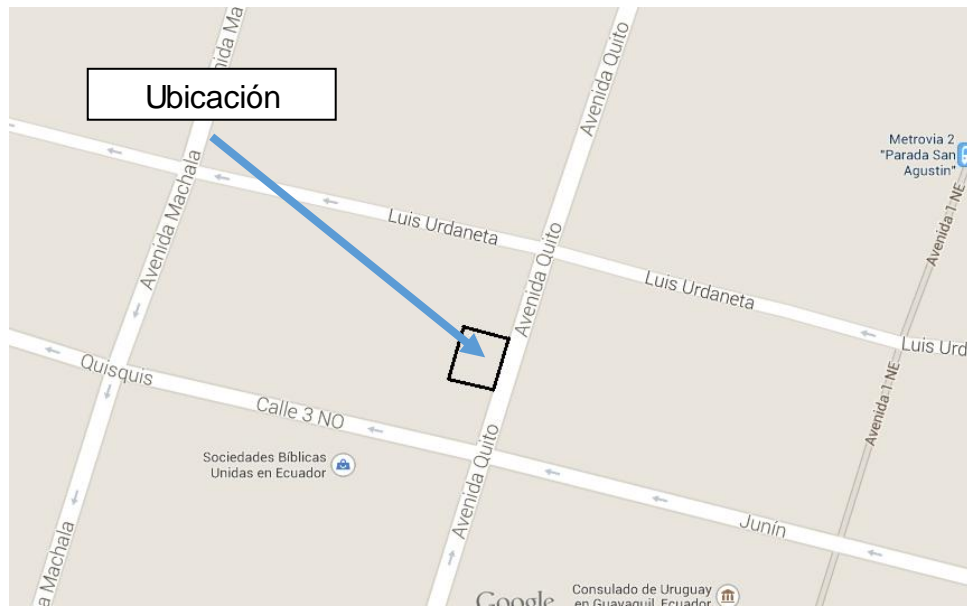 Avenida Ma
Ubicación
Avenida Quito
Metrovia 2
"Parada San
Agustin"
Avenida Machala
Luis Urdaneta
Avenida 1 NE
Avenida Quito
Luis Urdaneta
Luis Urd
Quisquis
Calle 3 NO
Avenida 1 NE
Sociedades Bíblicas
Unidas en Ecuador
Avenida Quito
Junín
a Machala
Google
Consulado de Uruguay
en Guayaquil, Ecuador